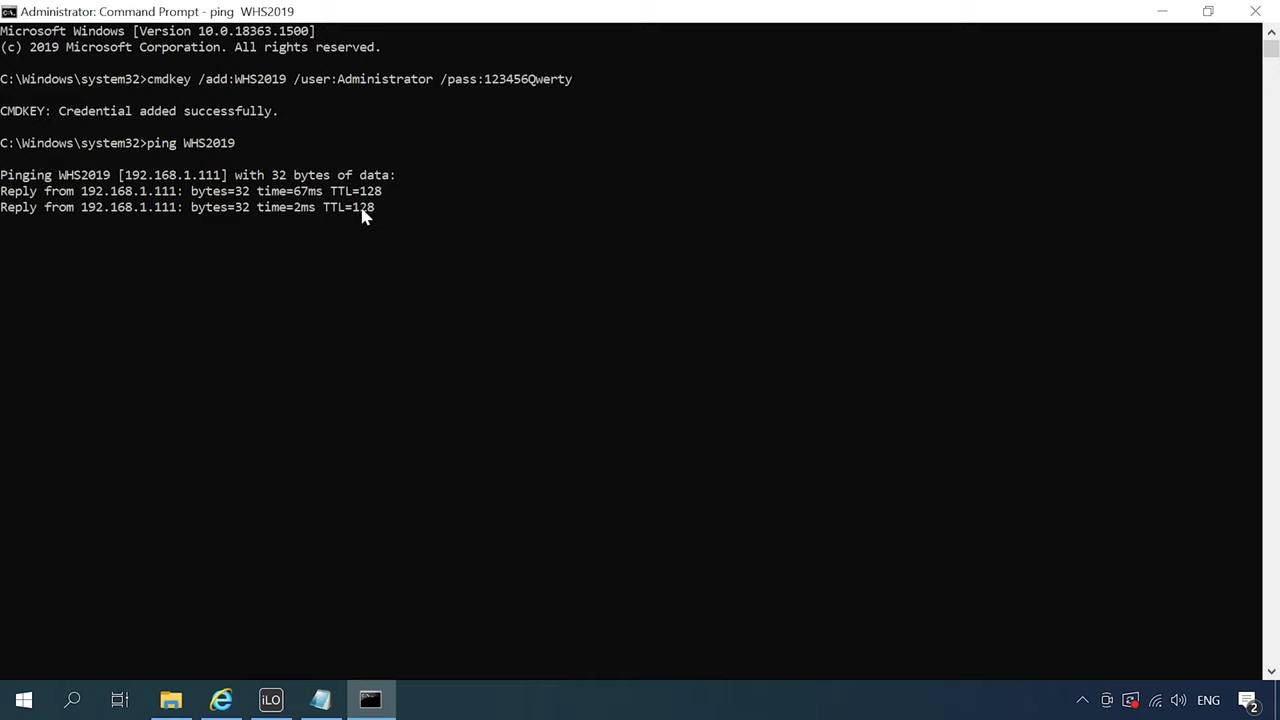 Administrator: Command Prompt - ping  WHS2019
Microsoft Windows [Version 10.0.18363.1500]
(c) 2019 Microsoft Corporation. All rights reserved.
C:\Windows\system32>cmdkey /add:WHS2019 /user:Administrator /pass:123456Qwerty
CMDKEY: Credential added successfully.
C:\Windows\system32>ping WHS2019
Pinging WHS2019 [192.168.1.111] with 32 bytes of data:
Reply from 192.168.1.111: bytes=32 time=67ms TTL=128
Reply from 192.168.1.111: bytes=32 time=2ms TTL=128
iLO
ENG
2